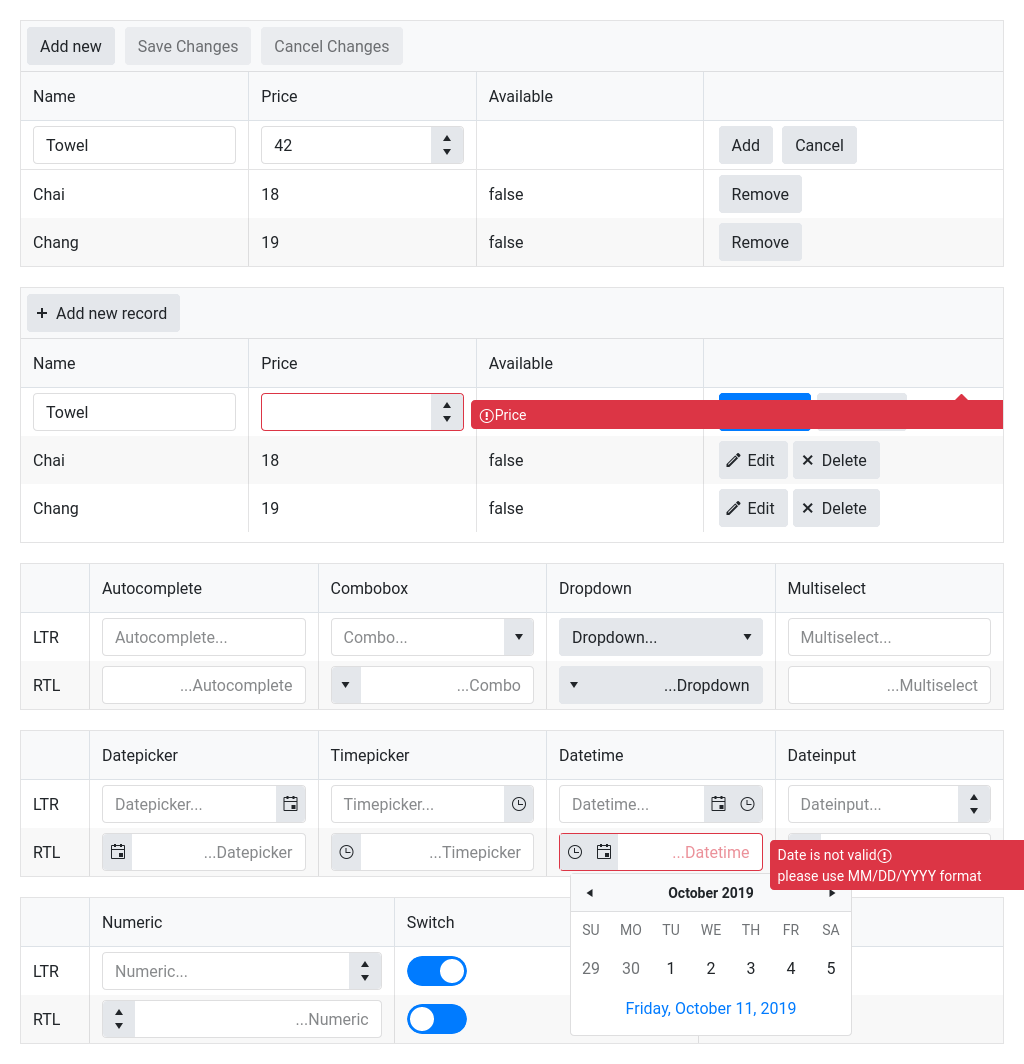 Add new Save Changes Cancel Changes
Name Price Available
Towel 42 Add Cancel
Chai 18 false Remove
Chang 19 false Remove
Add new record
Name Price Available
Towel Price
Chai 18 false Edit Delete
Chang 19 false Edit Delete
Autocomplete Combobox Dropdown Multiselect
LTR Autocomplete... Combo... Dropdown... Multiselect...
RTL ...Autocomplete ...Combo ...Dropdown ...Multiselect
Datepicker Timepicker Datetime Dateinput
LTR Datepicker... Timepicker... Datetime... Dateinput...
RTL ...Datepicker ...Timepicker ...Datetime Date is not valid
please use MM/DD/YYYY format
October 2019
Numeric Switch
SU MO TU WE TH FR SA
LTR Numeric... 29 30 1 2 3 4 5
RTL ...Numeric Friday, October 11, 2019